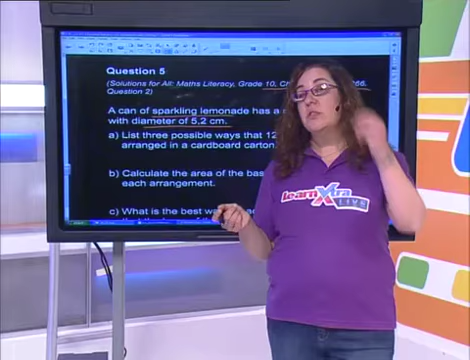 Question 5
(Solutions for All: Maths Literacy, Grade 10,
Question 2)
A can of sparkling lemonade has a
with diameter of 5,2 cm.
a) List three possible ways that 12
arranged in a cardboard carton
b) Calculate the area of the bas
each arrangement.
c) What is the best
learn Xtra
LIVE